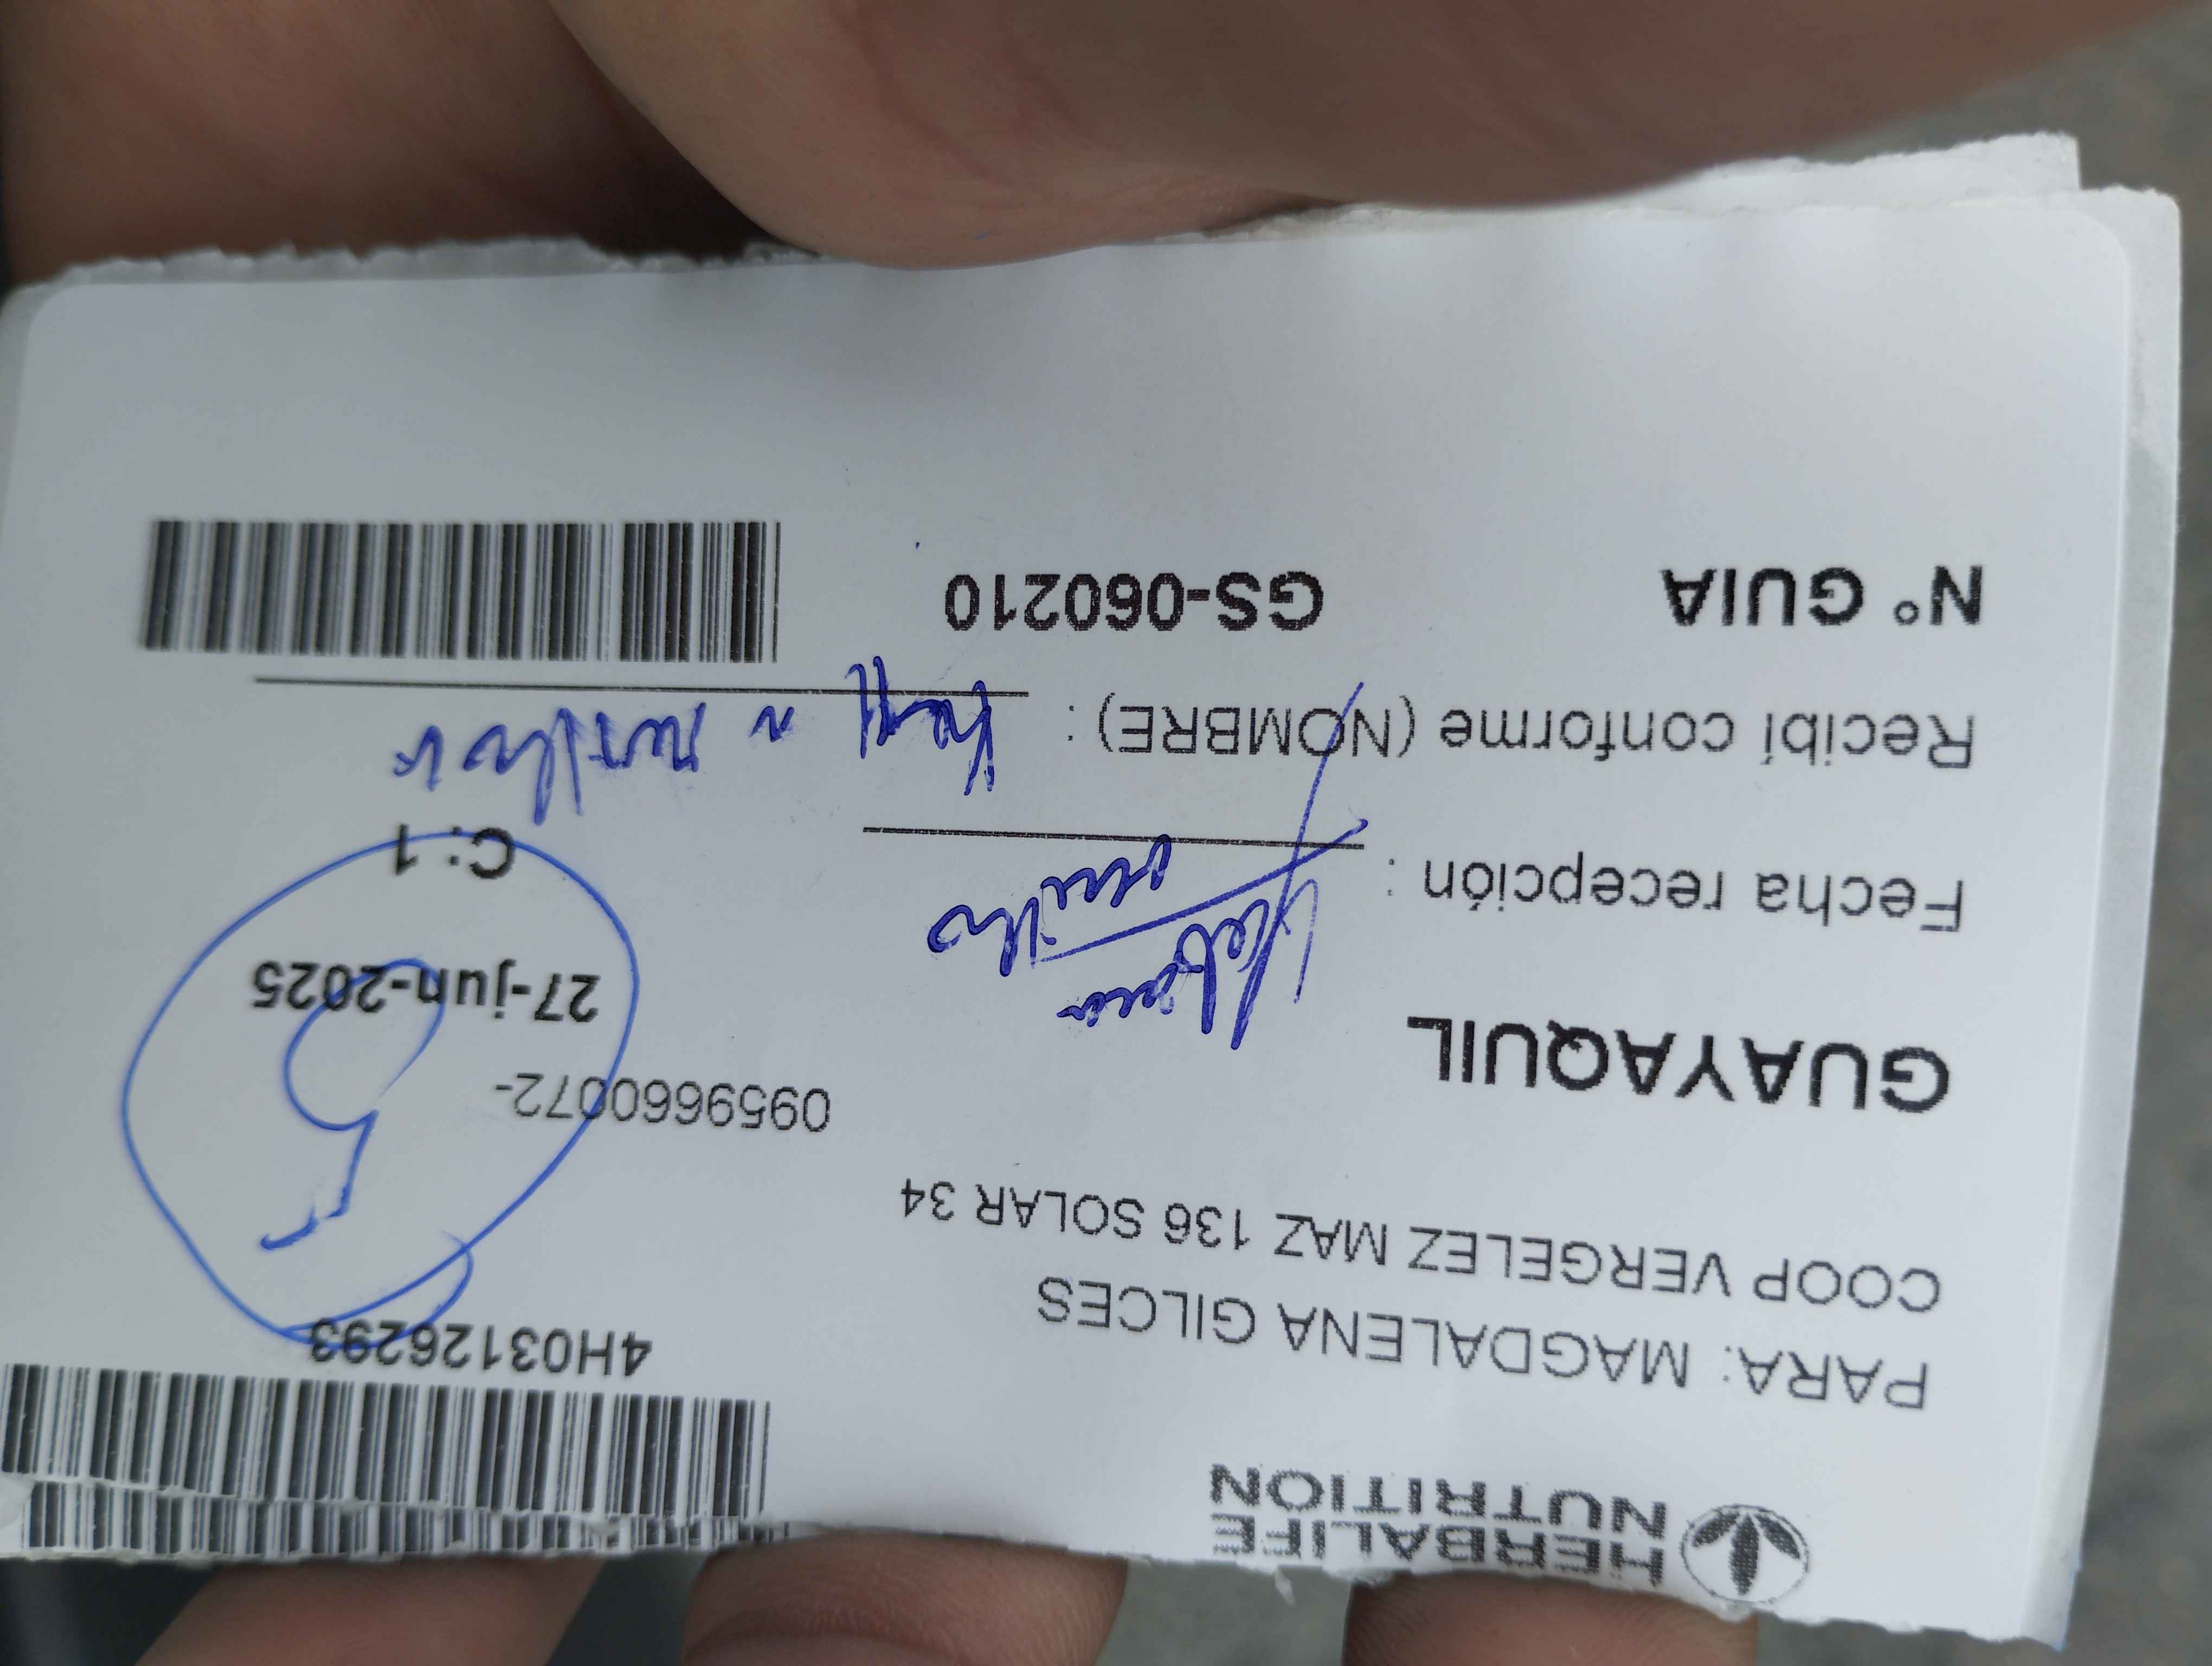 HERBALIFE
NUTRITION
PARA: MAGDALENA GILCES
4H03126293
COOP VERGELEZ MAZ 136 SOLAR 34
0959660072-
GUAYAQUIL
27-jun-2025
Fecha recepción :
C: 1
Recibí conforme (NOMBRE) :
N° GUIA GS-060210